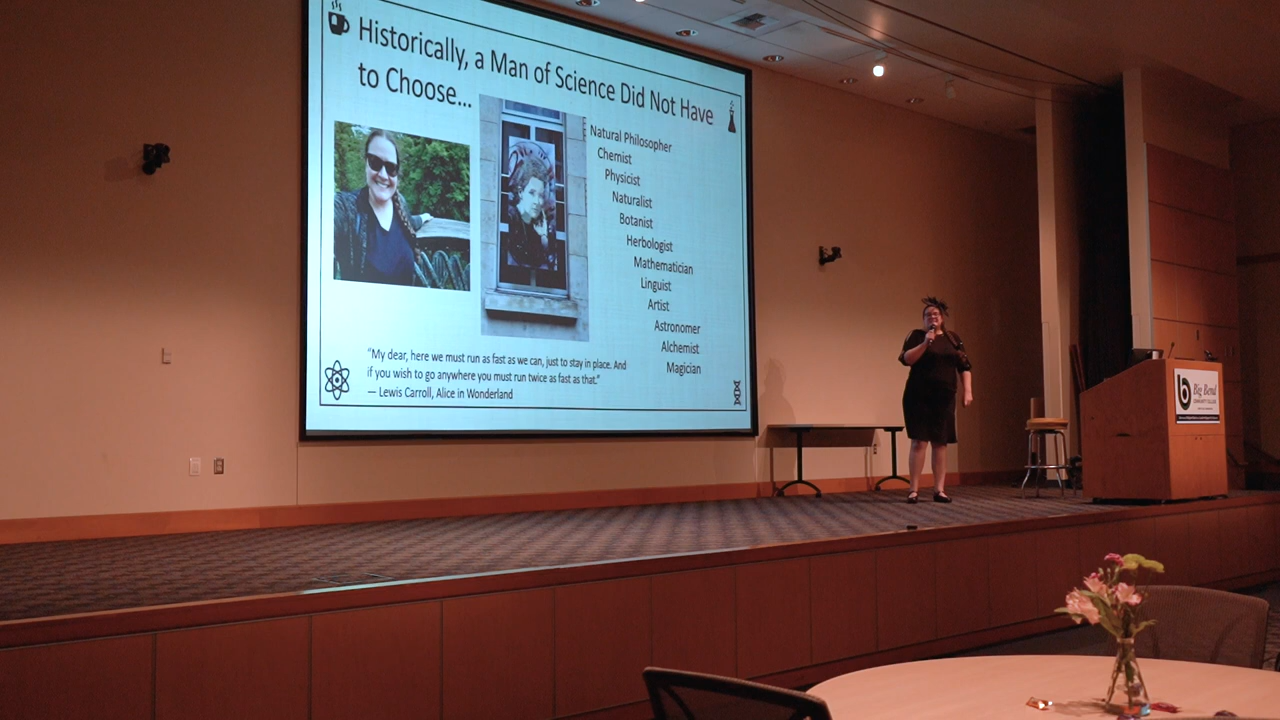 Historically, a Man of Science Did Not Have
to Choose...
Natural Philosopher
Chemist
Physicist
Naturalist
Botanist
Herbologist
Mathematician
Linguist
Artist
Astronomer
Alchemist
Magician
“My dear, here we must run as fast as we can, just to stay in place. And
if you wish to go anywhere you must run twice as fast as that.”
— Lewis Carroll, Alice in Wonderland
Big Bend
COMMUNITY COLLEGE